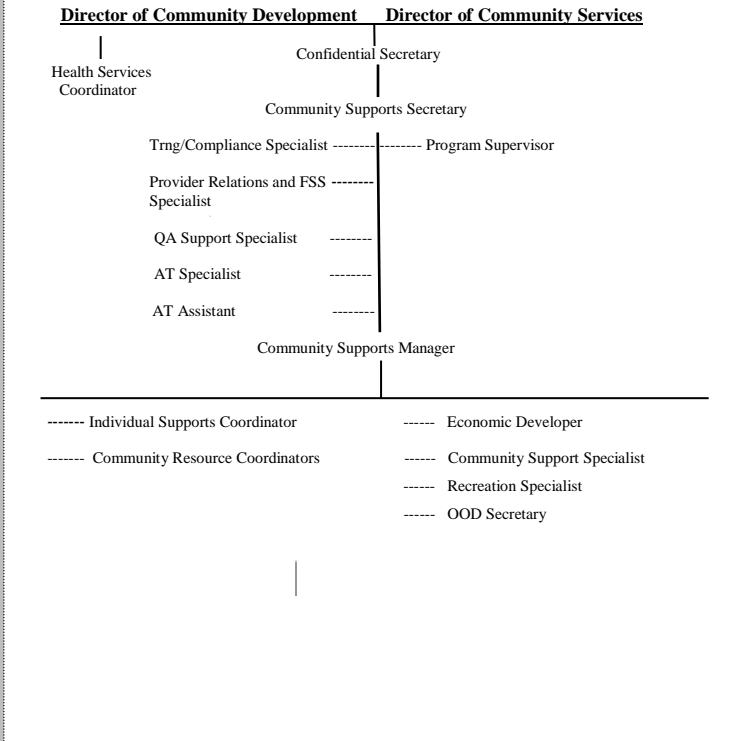 Director of Community Development Director of Community Services
Confidential Secretary
Health Services
Coordinator
Community Supports Secretary
Trng/Compliance Specialist -------- -------- Program Supervisor
Provider Relations and FSS --------
Specialist
QA Support Specialist --------
AT Specialist --------
AT Assistant --------
Community Supports Manager
------- Individual Supports Coordinator
------- Community Resource Coordinators
------ Economic Developer
------ Community Support Specialist
------ Recreation Specialist
------ OOD Secretary